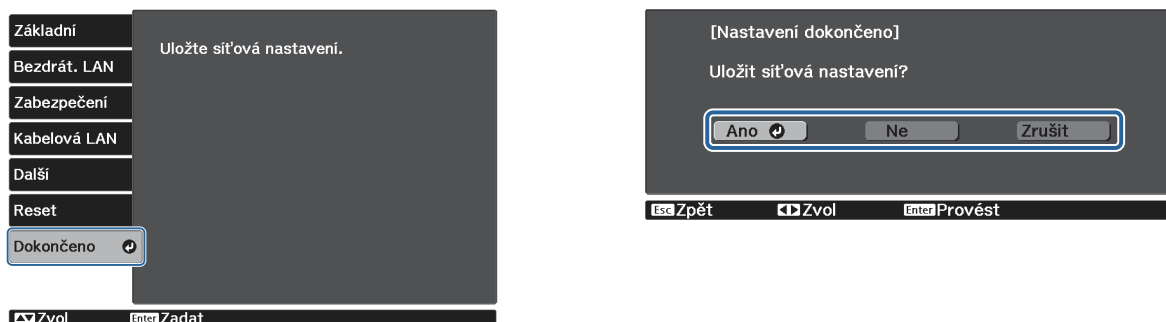 Základní
Bezdrát. LAN
Zabezpečení
Kabelová LAN
Další
Reset
Dokončeno
Uložte síťová nastavení.
Zvol Enter Zadat
[Nastavení dokončeno]
Uložit síťová nastavení?
Ano Ne Zrušit
Esc Zpět Zvol Enter Provést